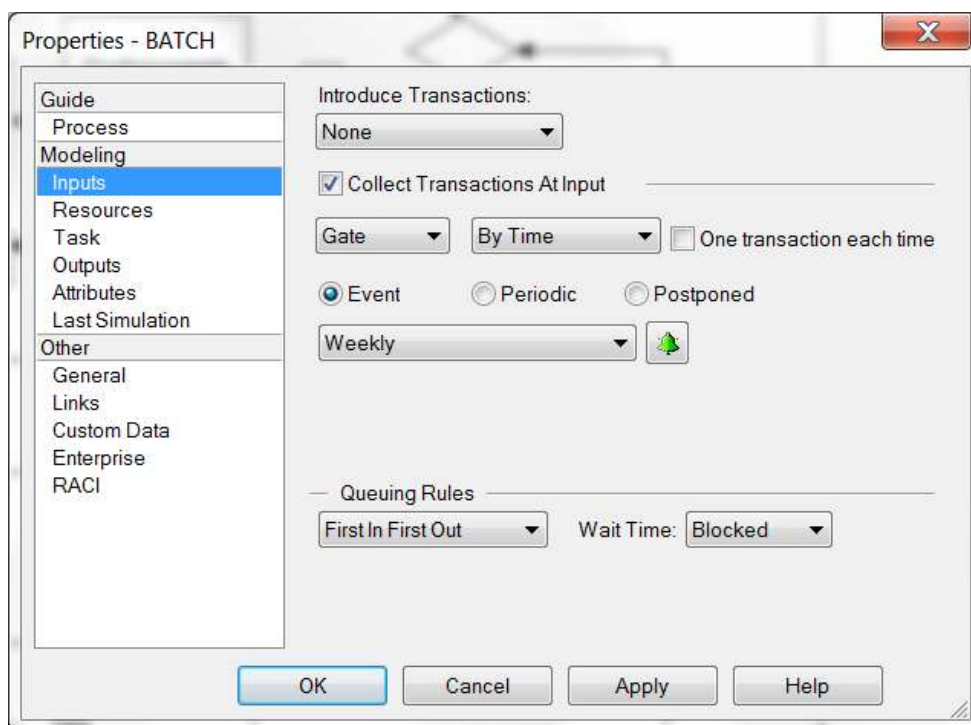 Properties - BATCH
Guide
Process
Modeling
Inputs
Resources
Task
Outputs
Attributes
Last Simulation
Other
General
Links
Custom Data
Enterprise
RACI
Introduce Transactions:
None
Collect Transactions At Input
Gate By Time One transaction each time
Event Periodic Postponed
Weekly
Queuing Rules
First In First Out Wait Time: Blocked
OK Cancel Apply Help